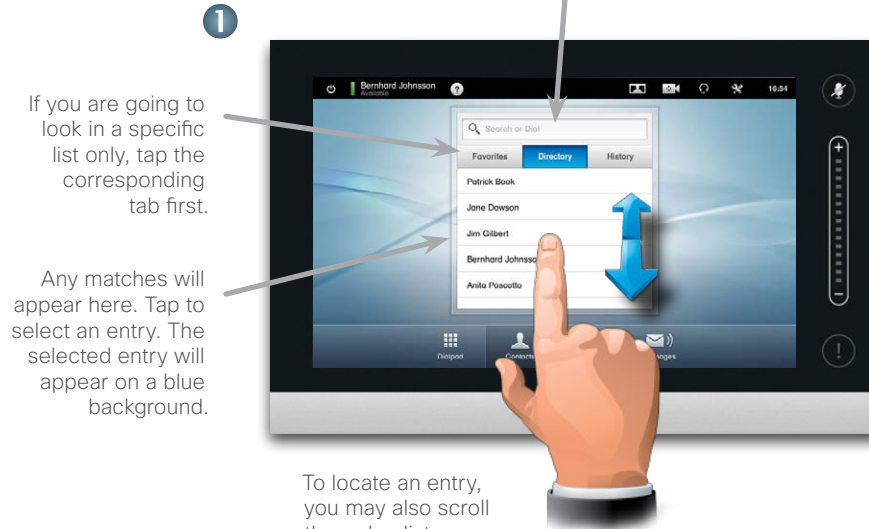 1
If you are going to
look in a specific
list only, tap the
corresponding
tab first.
Any matches will
appear here. Tap to
select an entry. The
selected entry will
appear on a blue
background.
Bernhard Johnsson
Available
?
16:54
Search or Dial
Favorites Directory History
Patrick Book
Jane Dawson
Jim Gilbert
Bernhard Johnsso
Anita Pascotto
Dialpad Contacts
+
-
!
To locate an entry,
you may also scroll